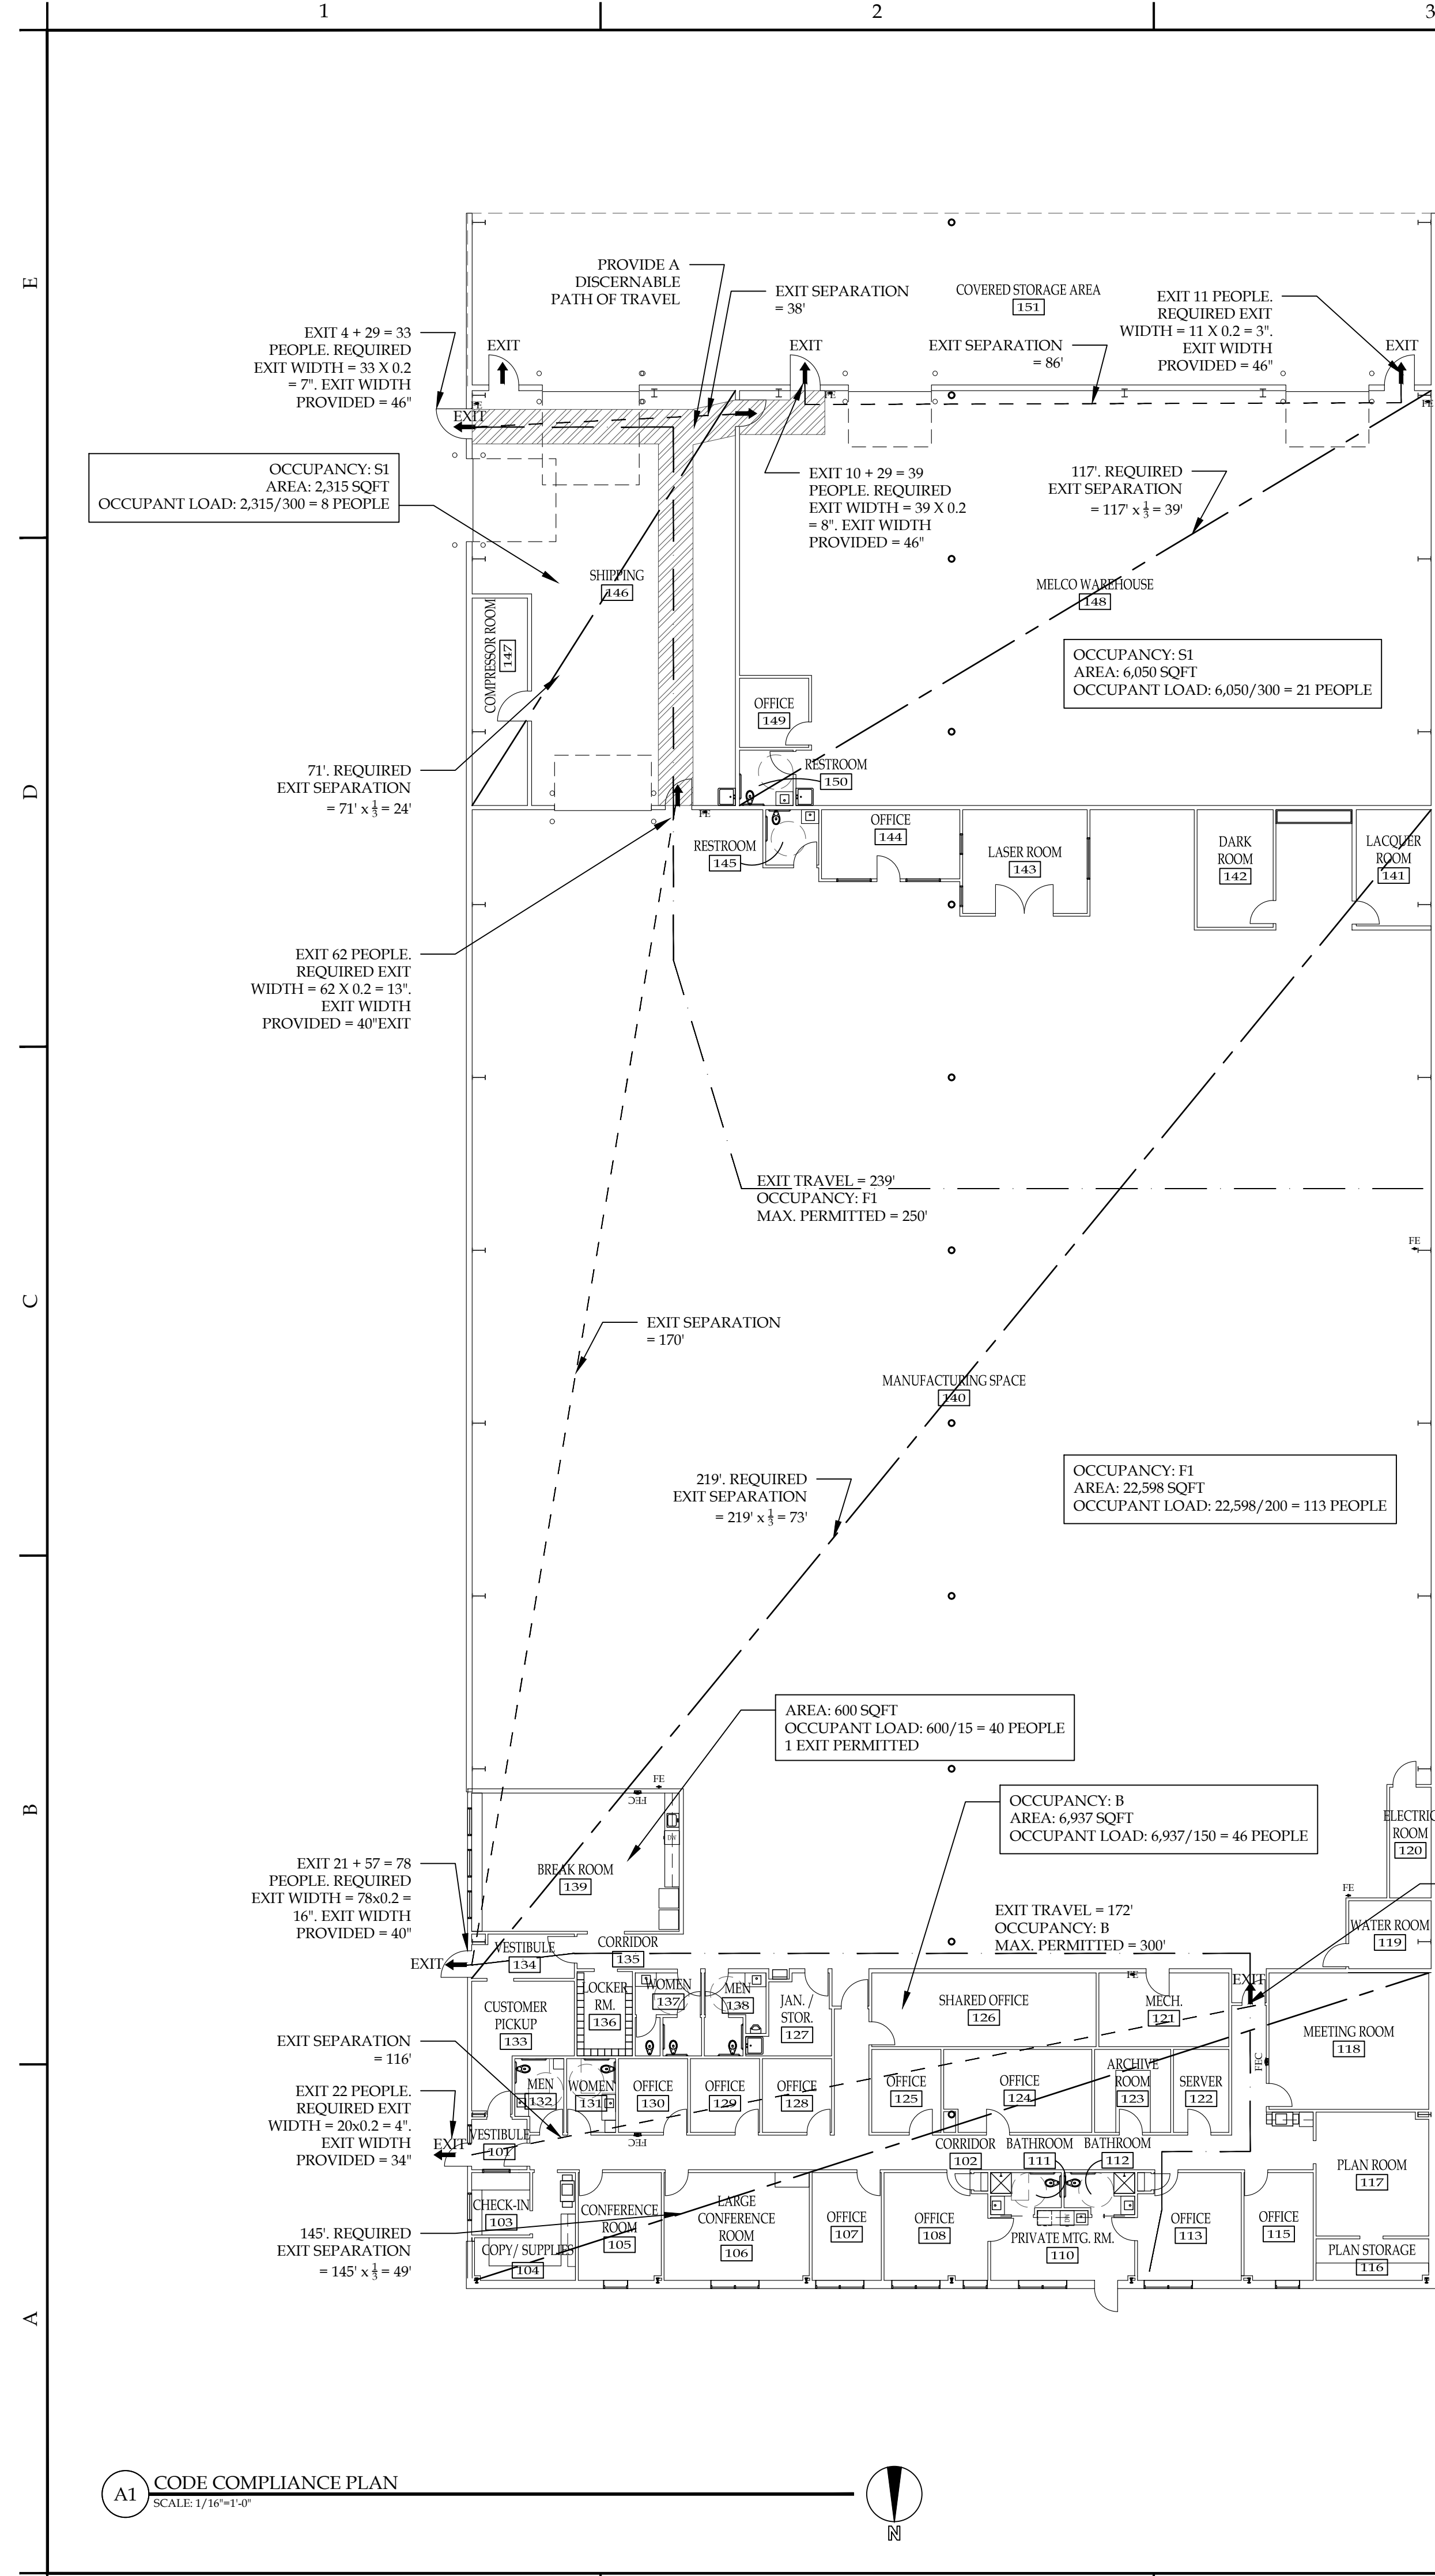 1
2
3
E
D
C
B
A
PROVIDE A
DISCERNABLE
PATH OF TRAVEL
EXIT SEPARATION
= 38'
COVERED STORAGE AREA
151
EXIT 11 PEOPLE.
REQUIRED EXIT
WIDTH = 11 X 0.2 = 3".
EXIT WIDTH
PROVIDED = 46"
EXIT SEPARATION
= 86'
EXIT 4 + 29 = 33
PEOPLE. REQUIRED
EXIT WIDTH = 33 X 0.2
= 7". EXIT WIDTH
PROVIDED = 46"
EXIT
EXIT
EXIT
EXIT
FE
FE
FE
OCCUPANCY: S1
AREA: 2,315 SQFT
OCCUPANT LOAD: 2,315/300 = 8 PEOPLE
EXIT 10 + 29 = 39
PEOPLE. REQUIRED
EXIT WIDTH = 39 X 0.2
= 8". EXIT WIDTH
PROVIDED = 46"
117'. REQUIRED
EXIT SEPARATION
= 117' x 1/3 = 39'
SHIPPING
146
MELCO WAREHOUSE
148
COMPRESSOR ROOM
147
OCCUPANCY: S1
AREA: 6,050 SQFT
OCCUPANT LOAD: 6,050/300 = 21 PEOPLE
OFFICE
149
RESTROOM
150
71'. REQUIRED
EXIT SEPARATION
= 71' x 1/3 = 24'
FE
RESTROOM
145
OFFICE
144
LASER ROOM
143
DARK
ROOM
142
LACQUER
ROOM
141
EXIT 62 PEOPLE.
REQUIRED EXIT
WIDTH = 62 X 0.2 = 13".
EXIT WIDTH
PROVIDED = 40"EXIT
EXIT TRAVEL = 239'
OCCUPANCY: F1
MAX. PERMITTED = 250'
FE
EXIT SEPARATION
= 170'
MANUFACTURING SPACE
140
219'. REQUIRED
EXIT SEPARATION
= 219' x 1/3 = 73'
OCCUPANCY: F1
AREA: 22,598 SQFT
OCCUPANT LOAD: 22,598/200 = 113 PEOPLE
AREA: 600 SQFT
OCCUPANT LOAD: 600/15 = 40 PEOPLE
1 EXIT PERMITTED
FE
FEC
DW
OCCUPANCY: B
AREA: 6,937 SQFT
OCCUPANT LOAD: 6,937/150 = 46 PEOPLE
ELECTRIC
ROOM
120
BREAK ROOM
139
EXIT 21 + 57 = 78
PEOPLE. REQUIRED
EXIT WIDTH = 78x0.2 =
16". EXIT WIDTH
PROVIDED = 40"
FE
EXIT TRAVEL = 172'
OCCUPANCY: B
MAX. PERMITTED = 300'
WATER ROOM
119
EXIT
VESTIBULE
134
CORRIDOR
135
FE
EXIT
LOCKER
RM.
136
WOMEN
137
MEN
138
JAN. /
STOR.
127
SHARED OFFICE
126
MECH.
121
CUSTOMER
PICKUP
133
MEETING ROOM
118
EXIT SEPARATION
= 116'
FEC
MEN
132
WOMEN
131
OFFICE
130
OFFICE
129
OFFICE
128
OFFICE
125
OFFICE
124
ARCHIVE
ROOM
123
SERVER
122
EXIT 22 PEOPLE.
REQUIRED EXIT
WIDTH = 20x0.2 = 4".
EXIT WIDTH
PROVIDED = 34"
EXIT
VESTIBULE
101
FEC
CORRIDOR
102
BATHROOM
111
BATHROOM
112
PLAN ROOM
117
CHECK-IN
103
CONFERENCE
ROOM
105
LARGE
CONFERENCE
ROOM
106
OFFICE
107
OFFICE
108
PRIVATE MTG. RM.
110
OFFICE
113
OFFICE
115
145'. REQUIRED
EXIT SEPARATION
= 145' x 1/3 = 49'
COPY/ SUPPLIES
104
PLAN STORAGE
116
A1
CODE COMPLIANCE PLAN
SCALE: 1/16"=1'-0"
N